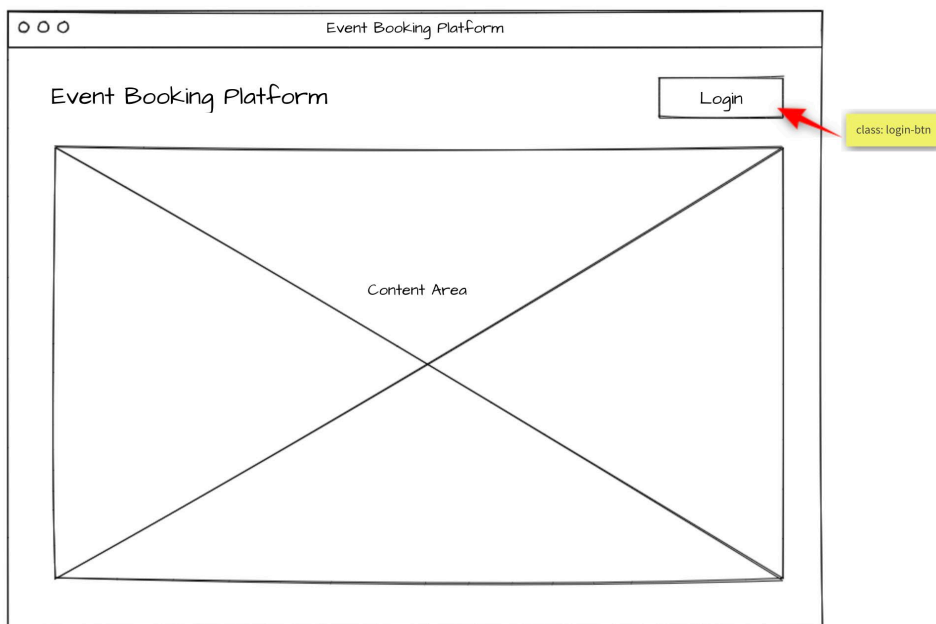 Event Booking Platform
Event Booking Platform
Login
class: login-btn
Content Area